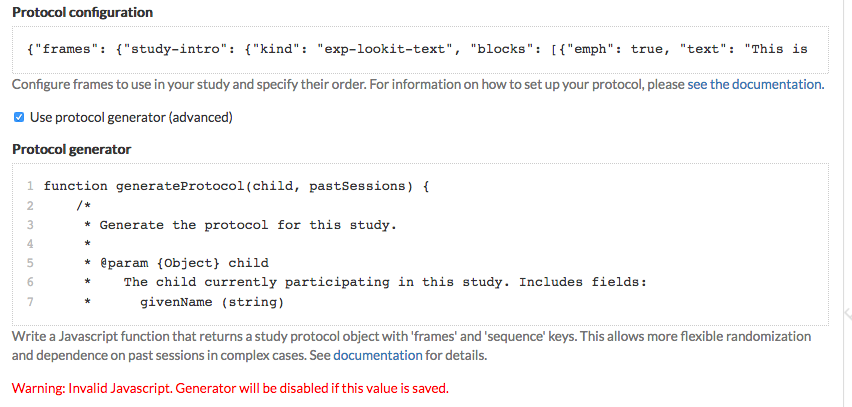 Protocol configuration
{"frames": {"study-intro": {"kind": "exp-lookit-text", "blocks": [{"emph": true, "text": "This is
Configure frames to use in your study and specify their order. For information on how to set up your protocol, please see the documentation.
Use protocol generator (advanced)
Protocol generator
1 function generateProtocol(child, pastSessions) {
2     /*
3      * Generate the protocol for this study.
4      *
5      * @param {Object} child
6      *    The child currently participating in this study. Includes fields:
7      *      givenName (string)
Write a Javascript function that returns a study protocol object with 'frames' and 'sequence' keys. This allows more flexible randomization
and dependence on past sessions in complex cases. See documentation for details.
Warning: Invalid Javascript. Generator will be disabled if this value is saved.